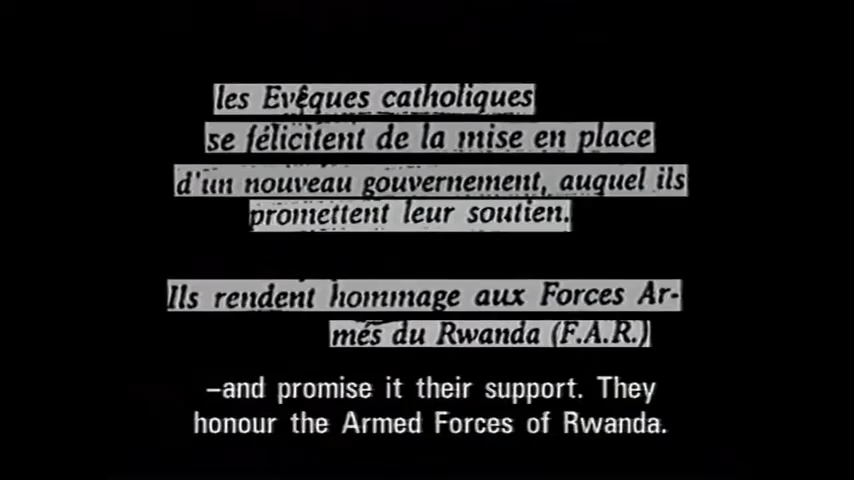 les Evêques catholiques
se félicitent de la mise en place
d'un nouveau gouvernement, auquel ils
promettent leur soutien.
Ils rendent hommage aux Forces Ar-
més du Rwanda (F.A.R.)
–and promise it their support. They
honour the Armed Forces of Rwanda.